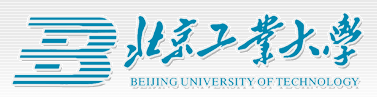 北京工業大學
BEIJING UNIVERSITY OF TECHNOLOGY